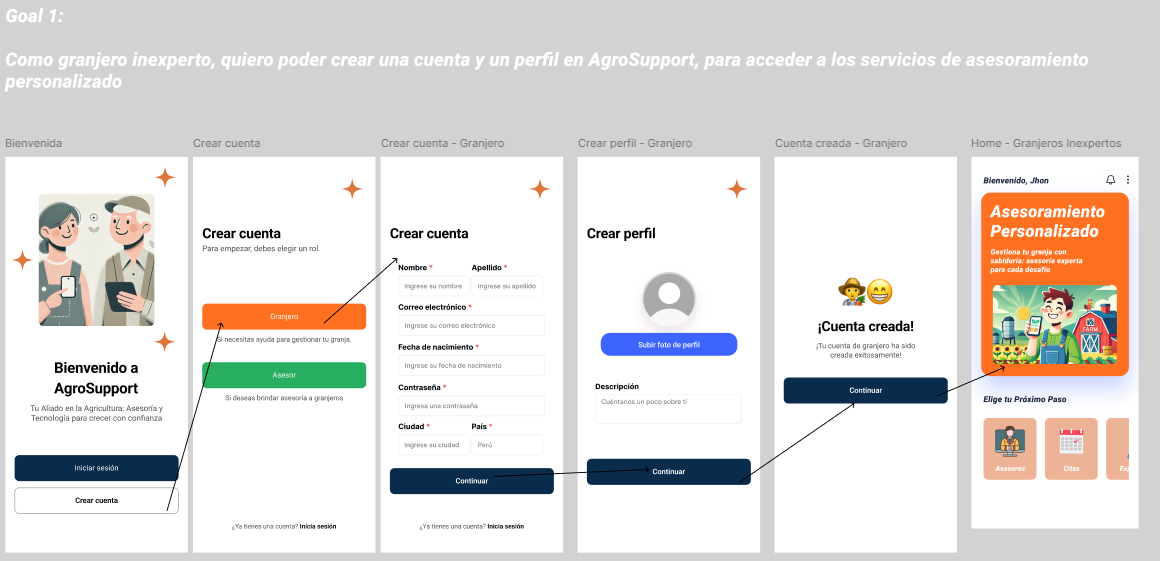 Goal 1:
Como granjero inexperto, quiero poder crear una cuenta y un perfil en AgroSupport, para acceder a los servicios de asesoramiento
personalizado
Bienvenida
Bienvenido a
AgroSupport
Tu Aliado en la Agricultura: Asesoría y
Tecnología para crecer con confianza
Iniciar sesión
Crear cuenta
Crear cuenta
Crear cuenta
Para empezar, debes elegir un rol.
Granjero
Si necesitas ayuda para gestionar tu granja.
Asesor
Si deseas brindar asesoría a granjeros
¿Ya tienes una cuenta? Inicia sesión
Crear cuenta - Granjero
Crear cuenta
Nombre * Apellido *
Ingrese su nombre Ingrese su apellido
Correo electrónico *
Ingrese su correo electrónico
Fecha de nacimiento *
Ingrese su fecha de nacimiento
Contraseña *
Ingresa una contraseña
Ciudad * País *
Ingrese su ciudad Perú
Continuar
¿Ya tienes una cuenta? Inicia sesión
Crear perfil - Granjero
Crear perfil
Subir foto de perfil
Descripción
Cuéntanos un poco sobre ti
Continuar
Cuenta creada - Granjero
¡Cuenta creada!
¡Tu cuenta de granjero ha sido
creada exitosamente!
Continuar
Home - Granjeros Inexpertos
Bienvenido, Jhon
Asesoramiento
Personalizado
Gestiona tu granja con
sabiduría: asesoría experta
para cada desafío
FARM
Elige tu Próximo Paso
Asesores Citas